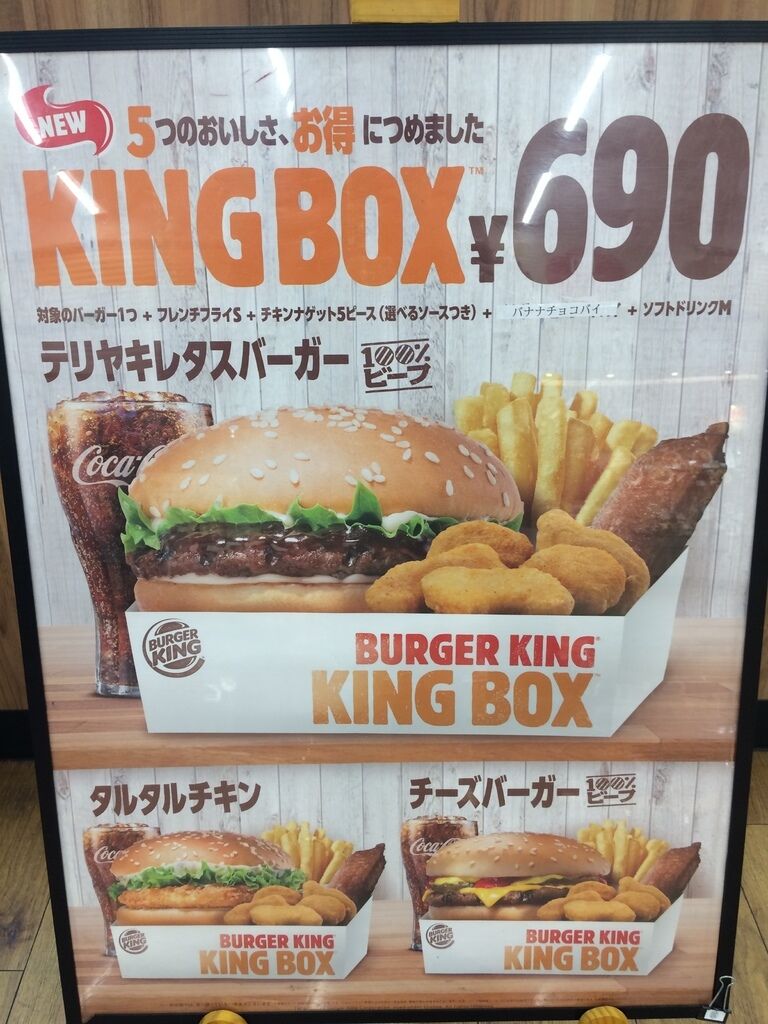 NEW
5つのおいしさ、お得につめました
KING BOX™ ¥690
対象のバーガー1つ + フレンチフライS + チキンナゲット5ピース(選べるソースつき) + バナナチョコパイ + ソフトドリンクM
テリヤキレタスバーガー 100% ビーフ
Coca-C
BURGER KING
BURGER KING®
KING BOX™
タルタルチキン
チーズバーガー 100% ビーフ
Coca
BURGER KING
BURGER KING
KING BOX
Coca
BURGER KING
BURGER KING
KING BOX